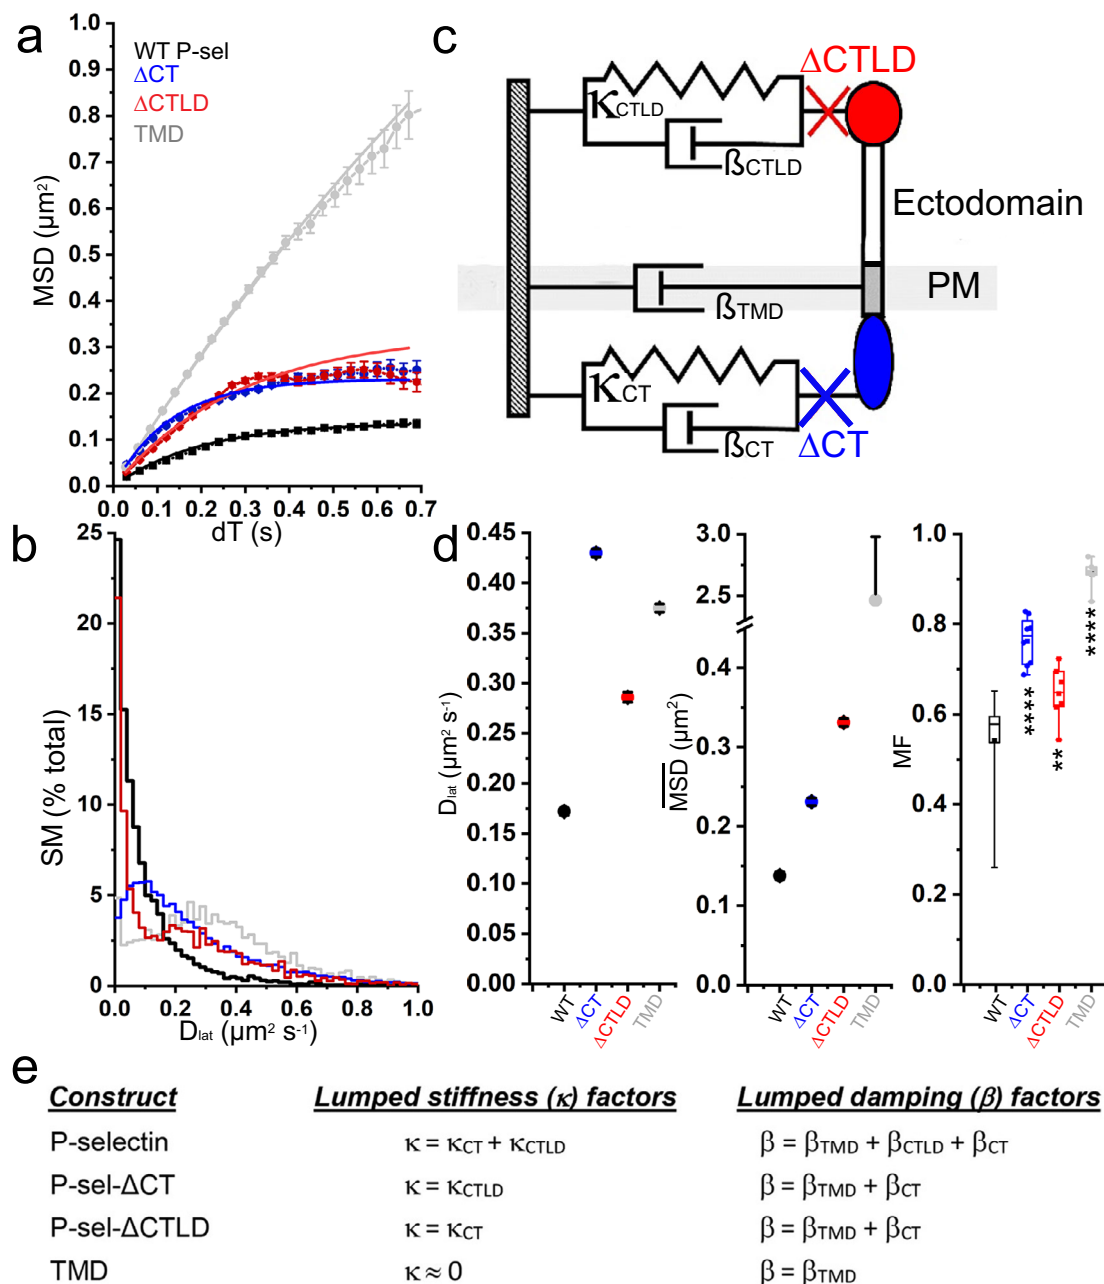 a
WT P-sel
ΔCT
ΔCTLD
TMD
MSD (μm²)
0.0
0.1
0.2
0.3
0.4
0.5
0.6
0.7
0.8
0.9
1.0
0.0 0.1 0.2 0.3 0.4 0.5 0.6 0.7
dT (s)
c
ΔCTLD
κCTLD
ßCTLD
Ectodomain
PM
ßTMD
κCT
ßCT
ΔCT
b
SM (% total)
25
20
15
10
5
0
0.0 0.2 0.4 0.6 0.8 1.0
Dlat (μm² s⁻¹)
d
Dlat (μm² s⁻¹)
0.45
0.40
0.35
0.30
0.25
0.20
0.15
0.10
0.05
0.00
WT ΔCT ΔCTLD TMD
MSD (μm²)
3.0
2.5
0.4
0.3
0.2
0.1
0.0
WT ΔCT ΔCTLD TMD
MF
1.0
0.8
0.6
0.4
0.2
0.0
****
**
****
WT ΔCT ΔCTLD TMD
e
Construct Lumped stiffness (κ) factors Lumped damping (β) factors
P-selectin κ = κCT + κCTLD β = βTMD + βCTLD + βCT
P-sel-ΔCT κ = κCTLD β = βTMD + βCT
P-sel-ΔCTLD κ = κCT β = βTMD + βCT
TMD κ ≈ 0 β = βTMD